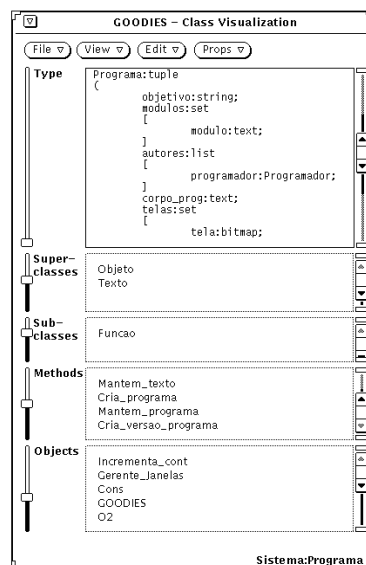 GOODIES – Class Visualization
File View Edit Props
Type
Programa:tuple
(
objetivo:string;
modulos:set
[
modulo:text;
]
autores:list
[
programador:Programador;
]
corpo_prog:text;
telas:set
[
tela:bitmap;
Super–
classes
Objeto
Texto
Sub–
classes
Funcao
Methods
Mantem_texto
Cria_programa
Mantem_programa
Cria_versao_programa
Objects
Incrementa_cont
Gerente_Janelas
Cons
GOODIES
O2
Sistema:Programa